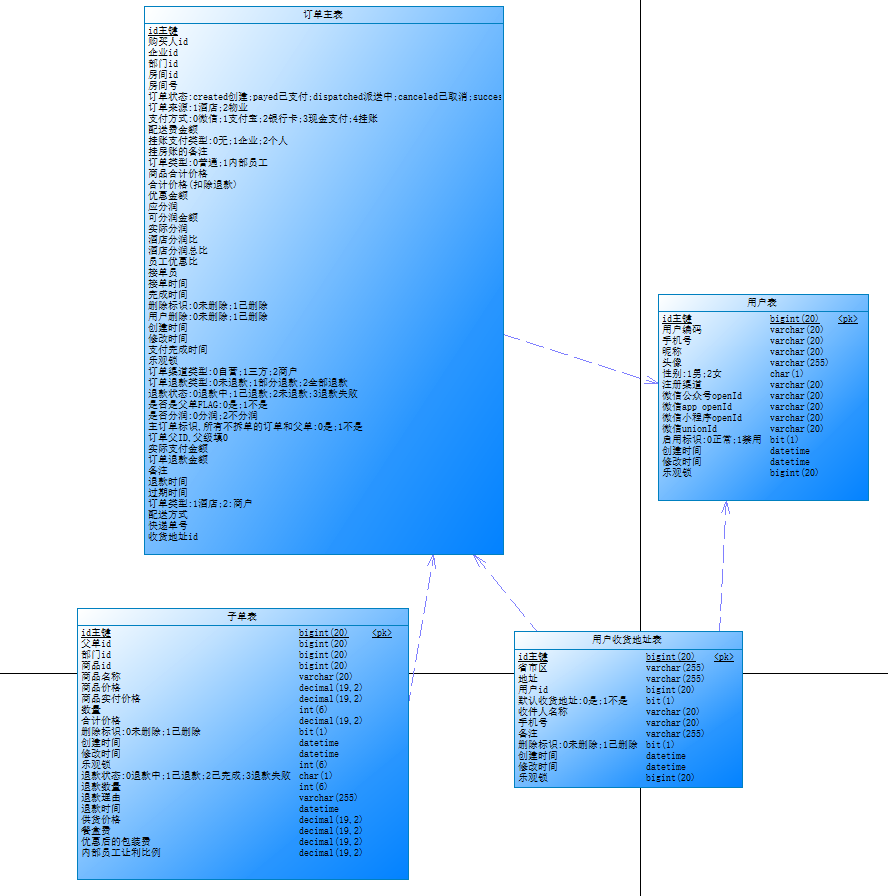 订单主表
id主键
购买人id
企业id
部门id
房间id
房间号
订单状态:created创建;payed已支付;dispatched派送中;canceled已取消;succes
订单来源:1酒店;2物业
支付方式:0微信;1支付宝;2银行卡;3现金支付;4挂账
配送费金额
挂账支付类型:0无;1企业;2个人
挂房账的备注
订单类型:0普通;1内部员工
商品合计价格
合计价格(扣除退款)
优惠金额
应分润
可分润金额
实际分润
酒店分润比
酒店分润总比
员工优惠比
接单员
接单时间
完成时间
删除标识:0未删除;1已删除
用户删除:0未删除;1已删除
创建时间
修改时间
支付完成时间
乐观锁
订单渠道类型:0自营;1三方;2商户
订单退款类型:0未退款;1部分退款;2全部退款
退款状态:0退款中;1已退款;2未退款;3退款失败
是否是父单FLAG:0是;1不是
是否分润:0分润;2不分润
主订单标识,所有不拆单的订单和父单:0是;1不是
订单父ID,父级填0
实际支付金额
订单退款金额
备注
退款时间
过期时间
订单类型:1酒店;2:商户
配送方式
快递单号
收货地址id
用户表
id主键 bigint(20) <pk>
用户编码 varchar(20)
手机号 varchar(20)
昵称 varchar(20)
头像 varchar(255)
性别:1男;2女 char(1)
注册渠道 varchar(20)
微信公众号openId varchar(20)
微信app openId varchar(20)
微信小程序openId varchar(20)
微信unionId varchar(20)
启用标识:0正常;1禁用 bit(1)
创建时间 datetime
修改时间 datetime
乐观锁 bigint(20)
子单表
id主键 bigint(20) <pk>
父单id bigint(20)
部门id bigint(20)
商品id bigint(20)
商品名称 varchar(20)
商品价格 decimal(19,2)
商品实付价格 decimal(19,2)
数量 int(6)
合计价格 decimal(19,2)
删除标识:0未删除;1已删除 bit(1)
创建时间 datetime
修改时间 datetime
乐观锁 int(6)
退款状态:0退款中;1已退款;2已完成;3退款失败 char(1)
退款数量 int(6)
退款理由 varchar(255)
退款时间 datetime
供货价格 decimal(19,2)
餐盒费 decimal(19,2)
优惠后的包装费 decimal(19,2)
内部员工让利比例 decimal(19,2)
用户收货地址表
id主键 bigint(20) <pk>
省市区 varchar(255)
地址 varchar(255)
用户id bigint(20)
默认收货地址:0是;1不是 bit(1)
收件人名称 varchar(20)
手机号 varchar(20)
备注 varchar(255)
删除标识:0未删除;1已删除 bit(1)
创建时间 datetime
修改时间 datetime
乐观锁 bigint(20)